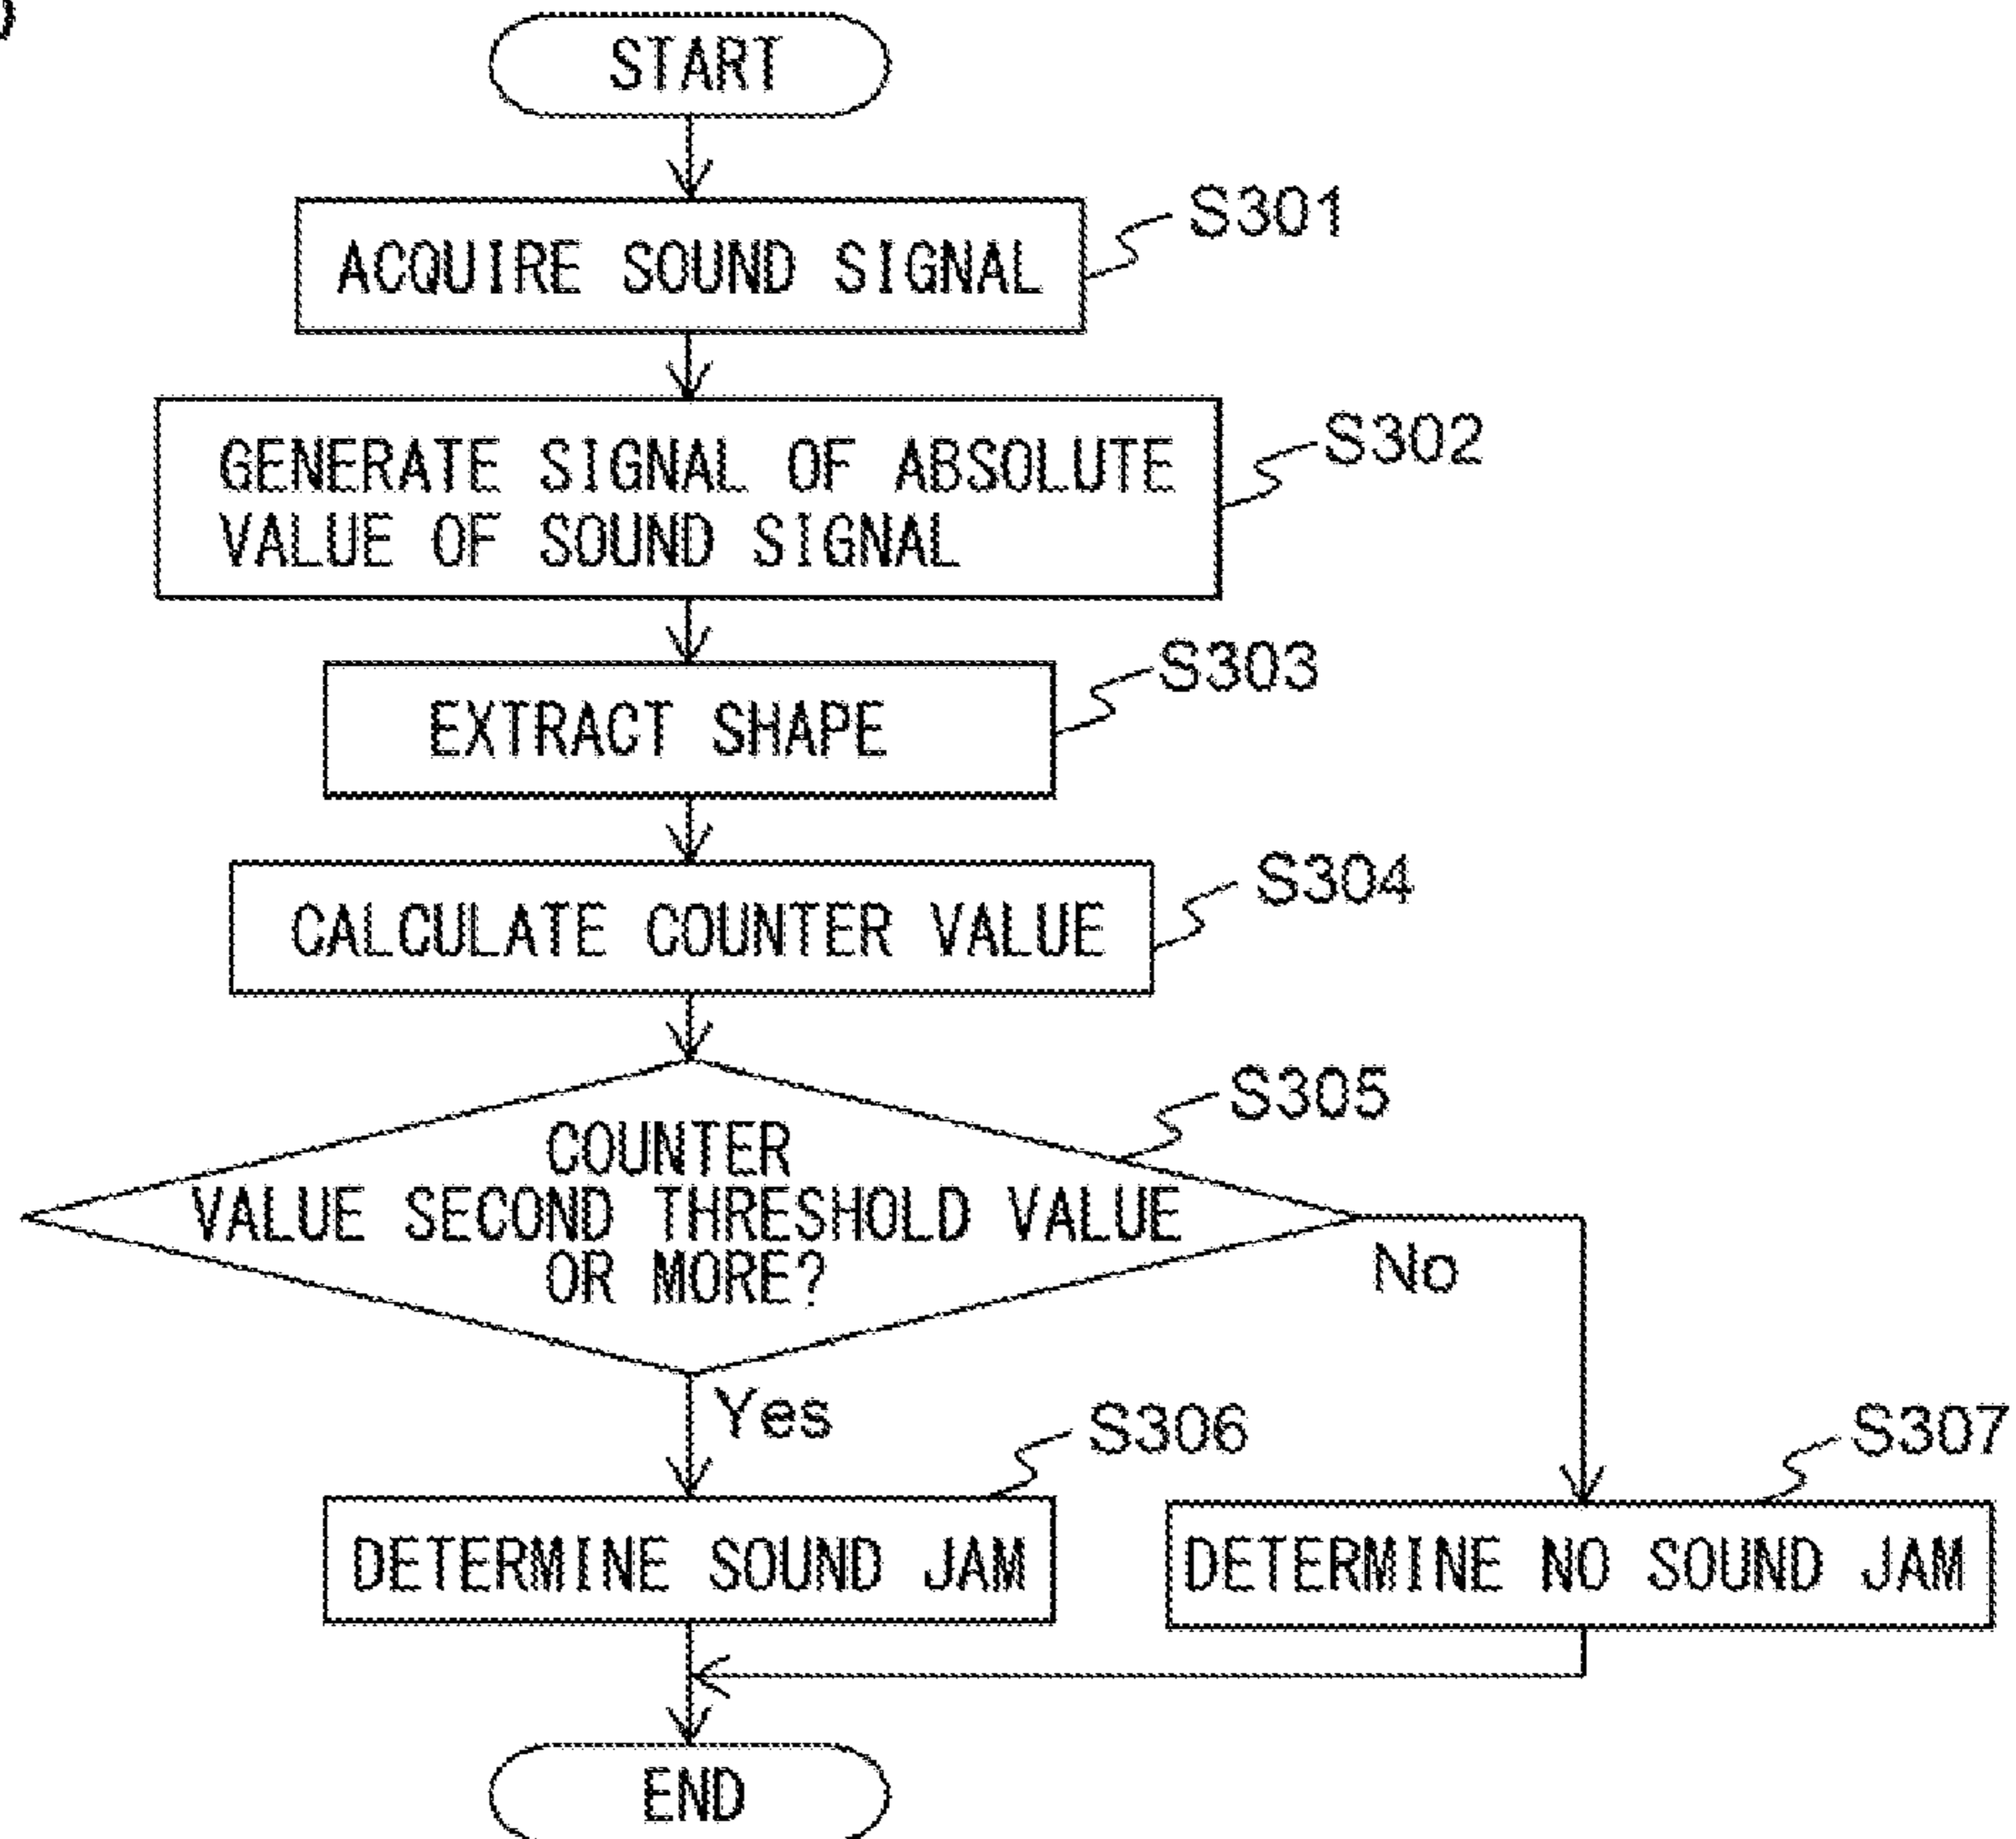 START
S301
ACQUIRE SOUND SIGNAL
S302
GENERATE SIGNAL OF ABSOLUTE
VALUE OF SOUND SIGNAL
S303
EXTRACT SHAPE
S304
CALCULATE COUNTER VALUE
S305
COUNTER
VALUE SECOND THRESHOLD VALUE
OR MORE?
No
Yes
S306
S307
DETERMINE SOUND JAM
DETERMINE NO SOUND JAM
END